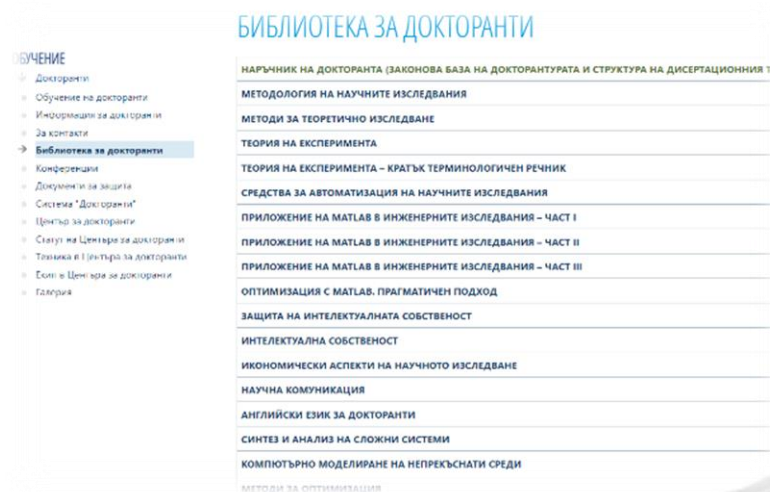 БИБЛИОТЕКА ЗА ДОКТОРАНТИ
ОБУЧЕНИЕ
Докторанти
Обучение на докторанти
Информация за докторанти
За контакти
Библиотека за докторанти
Конференции
Документи за защита
Система "Докторанти"
Център за докторанти
Статут на Центъра за докторанти
Техника в Центъра за докторанти
Екип в Центъра за докторанти
Галерия
НАРЪЧНИК НА ДОКТОРАНТА (ЗАКОНОВА БАЗА НА ДОКТОРАНТУРАТА И СТРУКТУРА НА ДИСЕРТАЦИОННИЯ
МЕТОДОЛОГИЯ НА НАУЧНИТЕ ИЗСЛЕДВАНИЯ
МЕТОДИ ЗА ТЕОРЕТИЧНО ИЗСЛЕДВАНЕ
ТЕОРИЯ НА ЕКСПЕРИМЕНТА
ТЕОРИЯ НА ЕКСПЕРИМЕНТА – КРАТЪК ТЕРМИНОЛОГИЧЕН РЕЧНИК
СРЕДСТВА ЗА АВТОМАТИЗАЦИЯ НА НАУЧНИТЕ ИЗСЛЕДВАНИЯ
ПРИЛОЖЕНИЕ НА MATLAB В ИНЖЕНЕРНИТЕ ИЗСЛЕДВАНИЯ – ЧАСТ I
ПРИЛОЖЕНИЕ НА MATLAB В ИНЖЕНЕРНИТЕ ИЗСЛЕДВАНИЯ – ЧАСТ II
ПРИЛОЖЕНИЕ НА MATLAB В ИНЖЕНЕРНИТЕ ИЗСЛЕДВАНИЯ – ЧАСТ III
ОПТИМИЗАЦИЯ С MATLAB. ПРАГМАТИЧЕН ПОДХОД
ЗАЩИТА НА ИНТЕЛЕКТУАЛНАТА СОБСТВЕНОСТ
ИНТЕЛЕКТУАЛНА СОБСТВЕНОСТ
ИКОНОМИЧЕСКИ АСПЕКТИ НА НАУЧНОТО ИЗСЛЕДВАНЕ
НАУЧНА КОМУНИКАЦИЯ
АНГЛИЙСКИ ЕЗИК ЗА ДОКТОРАНТИ
СИНТЕЗ И АНАЛИЗ НА СЛОЖНИ СИСТЕМИ
КОМПЮТЪРНО МОДЕЛИРАНЕ НА НЕПРЕКЪСНАТИ СРЕДИ
МЕТОДИ ЗА ОПТИМИЗАЦИЯ